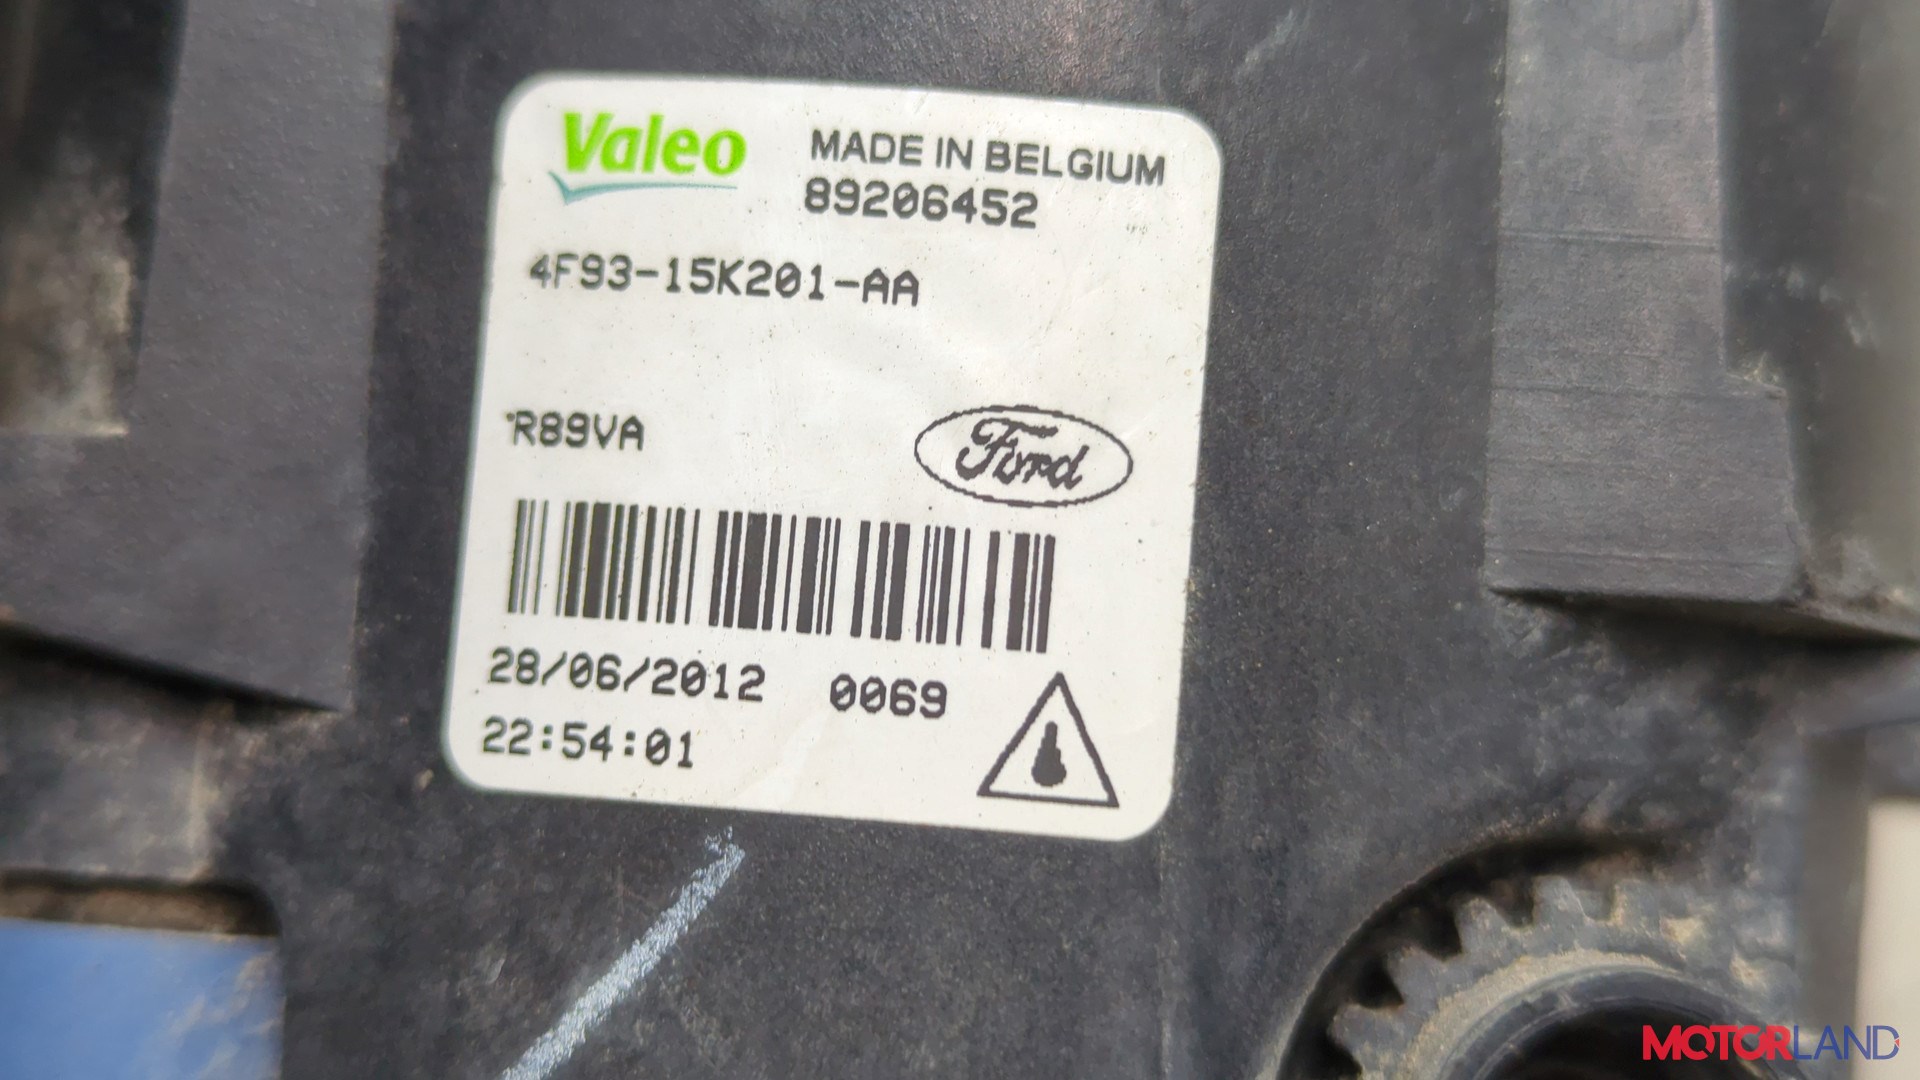 Valeo
MADE IN BELGIUM
89206452
4F93-15K201-AA
R89VA
Ford
28/06/2012 0069
22:54:01
MOTORLAND